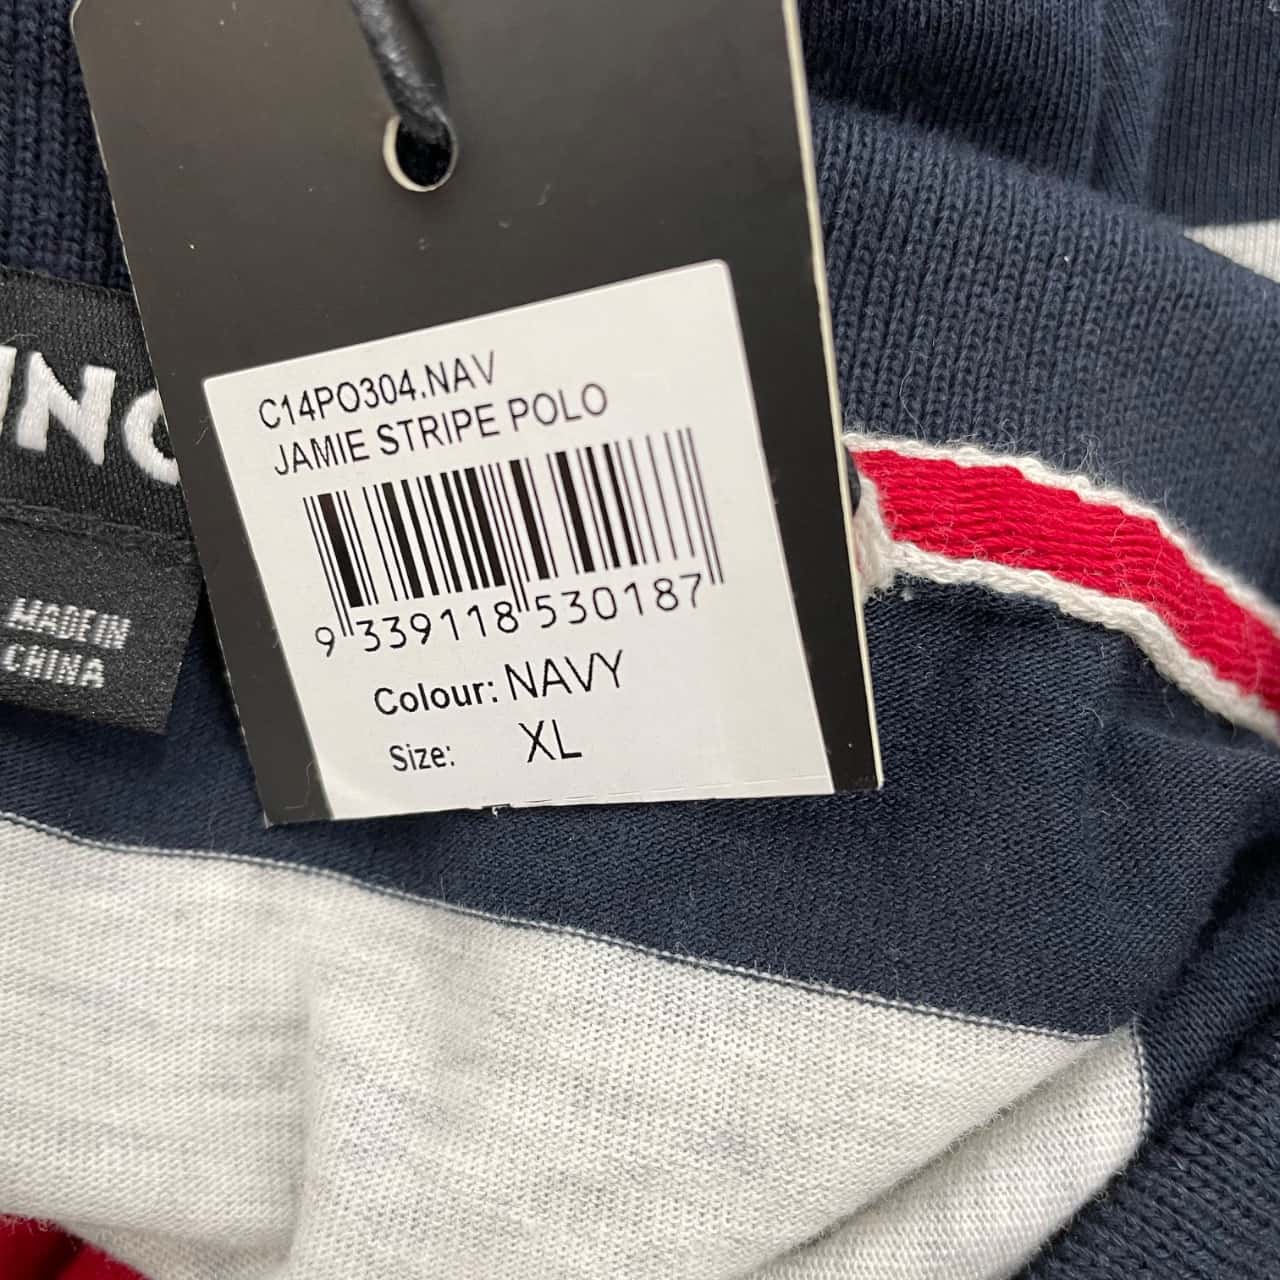 C14PO304.NAV
JAMIE STRIPE POLO
9 339118 530187
Colour: NAVY
Size: XL
MADE IN
CHINA